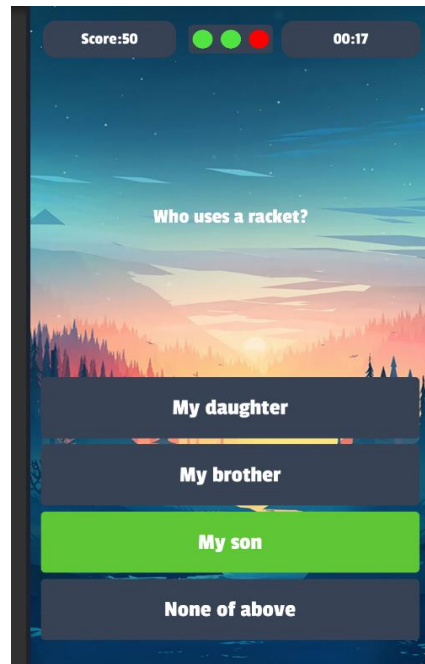 Score:50
00:17
Who uses a racket?
My daughter
My brother
My son
None of above